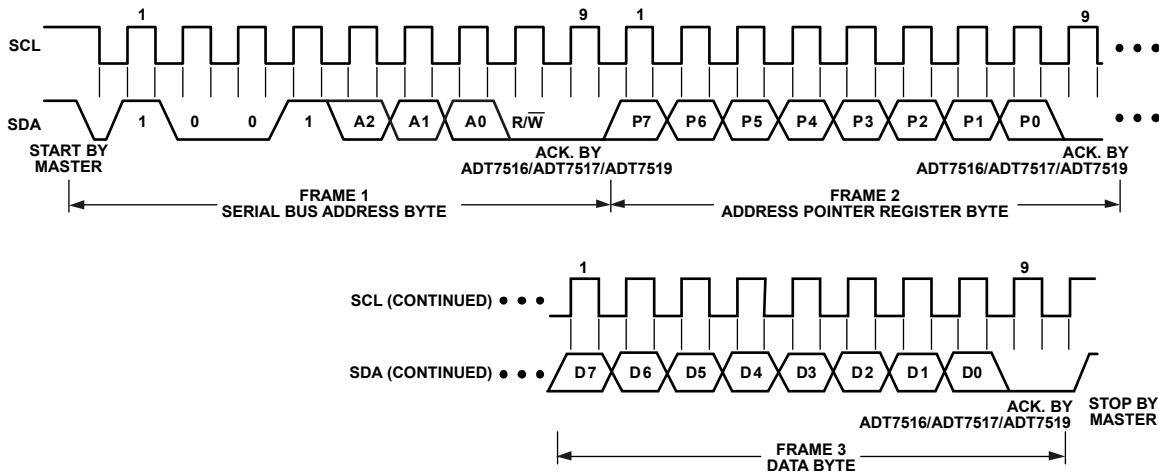 1 9 1 9
SCL
SDA 1 0 0 1 A2 A1 A0 R/W̅ P7 P6 P5 P4 P3 P2 P1 P0
START BY
MASTER
ACK. BY
ADT7516/ADT7517/ADT7519
ACK. BY
ADT7516/ADT7517/ADT7519
FRAME 1
SERIAL BUS ADDRESS BYTE
FRAME 2
ADDRESS POINTER REGISTER BYTE
1 9
SCL (CONTINUED)
SDA (CONTINUED) D7 D6 D5 D4 D3 D2 D1 D0
ACK. BY
ADT7516/ADT7517/ADT7519
STOP BY
MASTER
FRAME 3
DATA BYTE